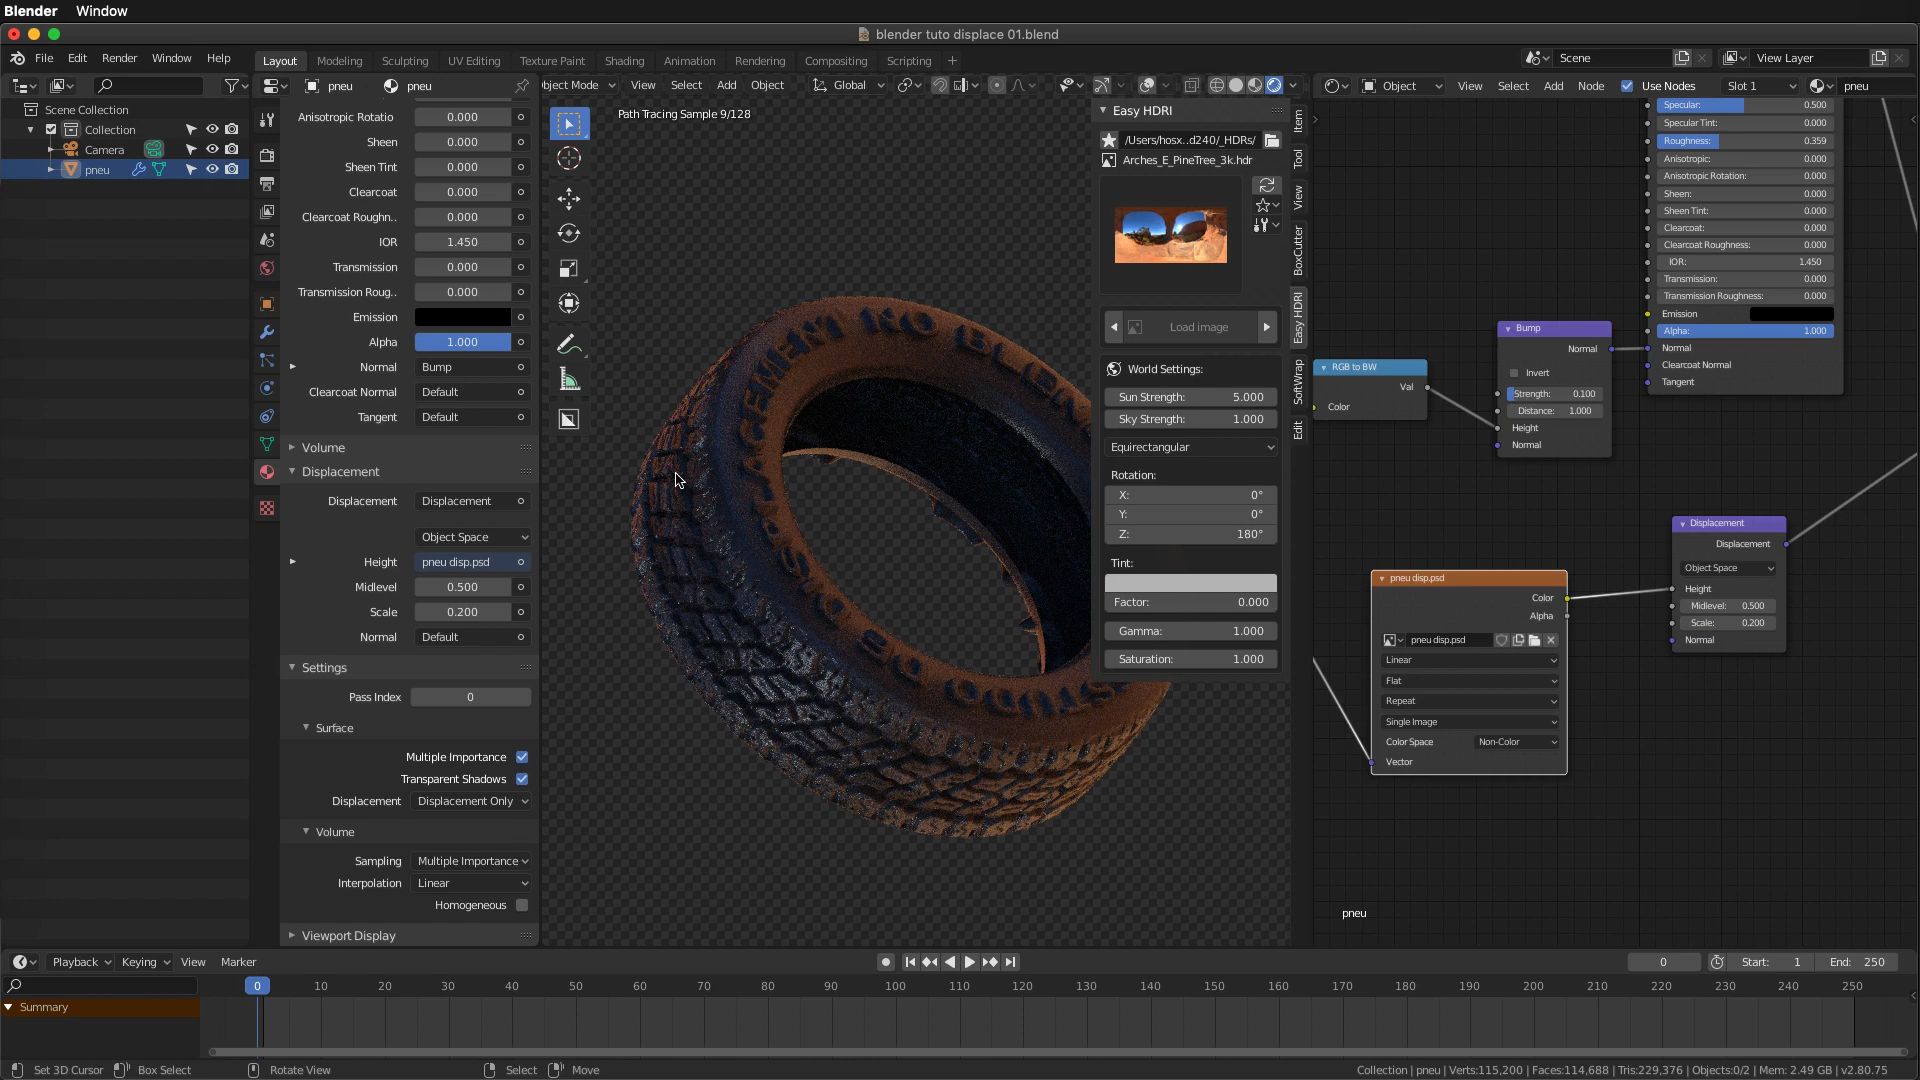 Blender Window
blender tuto displace 01.blend
File Edit Render Window Help
Layout Modeling Sculpting UV Editing Texture Paint Shading Animation Rendering Compositing Scripting +
Scene View Layer
pneu pneu
bject Mode View Select Add Object Global
Object View Select Add Node Use Nodes Slot 1 pneu
Scene Collection
Collection
Camera
pneu
Anisotropic Rotatio 0.000
Sheen 0.000
Sheen Tint 0.000
Clearcoat 0.000
Clearcoat Roughn.. 0.000
IOR 1.450
Transmission 0.000
Transmission Roug.. 0.000
Emission
Alpha 1.000
Normal Bump
Clearcoat Normal Default
Tangent Default
Volume
Displacement
Displacement Displacement
Object Space
Height pneu disp.psd
Midlevel 0.500
Scale 0.200
Normal Default
Settings
Pass Index 0
Surface
Multiple Importance
Transparent Shadows
Displacement Displacement Only
Volume
Sampling Multiple Importance
Interpolation Linear
Homogeneous
Viewport Display
Path Tracing Sample 9/128
Easy HDRI
/Users/hosx..d240/_HDRs/
Arches_E_PineTree_3k.hdr
Load image
World Settings:
Sun Strength: 5.000
Sky Strength: 1.000
Equirectangular
Rotation:
X: 0°
Y: 0°
Z: 180°
Tint:
Factor: 0.000
Gamma: 1.000
Saturation: 1.000
Item
Tool
View
BoxCutter
Easy HDRI
SoftWrap
Edit
Specular: 0.500
Specular Tint: 0.000
Roughness: 0.359
Anisotropic: 0.000
Anisotropic Rotation: 0.000
Sheen: 0.000
Sheen Tint: 0.000
Clearcoat: 0.000
Clearcoat Roughness: 0.000
IOR: 1.450
Transmission: 0.000
Transmission Roughness: 0.000
Emission
Alpha: 1.000
Normal
Clearcoat Normal
Tangent
Bump
Normal
Invert
Strength: 0.100
Distance: 1.000
Height
Normal
RGB to BW
Val
Color
Displacement
Displacement
Object Space
Height
Midlevel: 0.500
Scale: 0.200
Normal
pneu disp.psd
Color
Alpha
pneu disp.psd
Linear
Flat
Repeat
Single Image
Color Space Non-Color
Vector
pneu
Playback Keying View Marker
0 Start: 1 End: 250
0 10 20 30 40 50 60 70 80 90 100 110 120 130 140 150 160 170 180 190 200 210 220 230 240 250
Summary
Set 3D Cursor Box Select Rotate View Select Move
Collection | pneu | Verts:115,200 | Faces:114,688 | Tris:229,376 | Objects:0/2 | Mem: 2.49 GB | v2.80.75